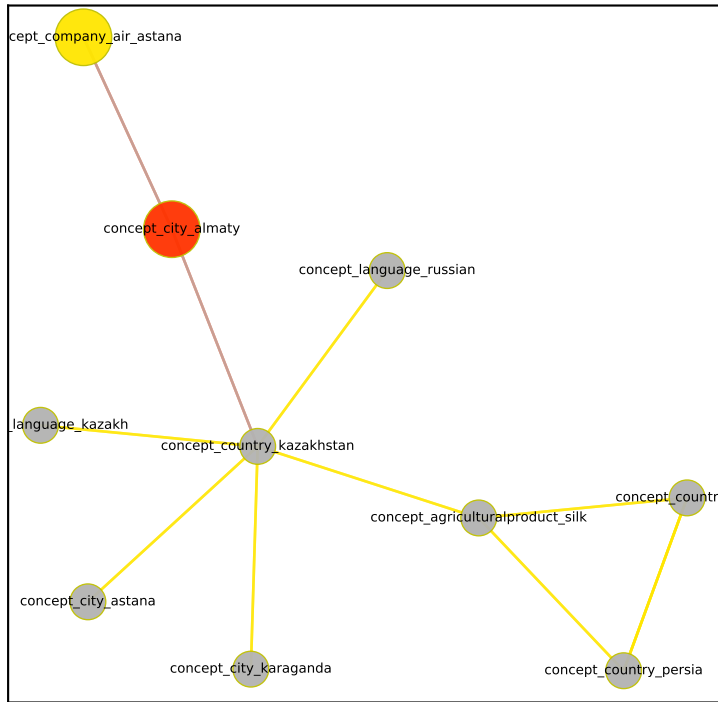 cept_company_air_astana
concept_city_almaty
concept_language_russian
_language_kazakh
concept_country_kazakhstan
concept_countr
concept_agriculturalproduct_silk
concept_city_astana
concept_city_karaganda
concept_country_persia